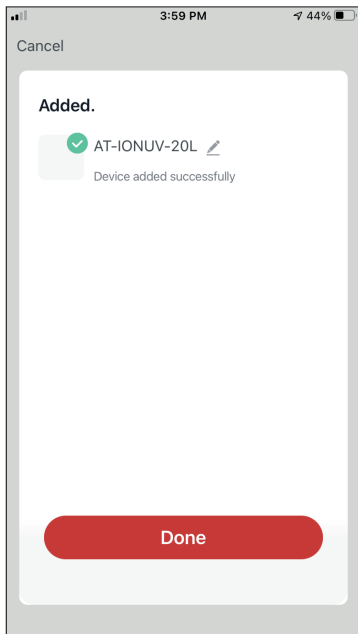 3:59 PM
44%
Cancel
Added.
AT-IONUV-20L
Device added successfully
Done